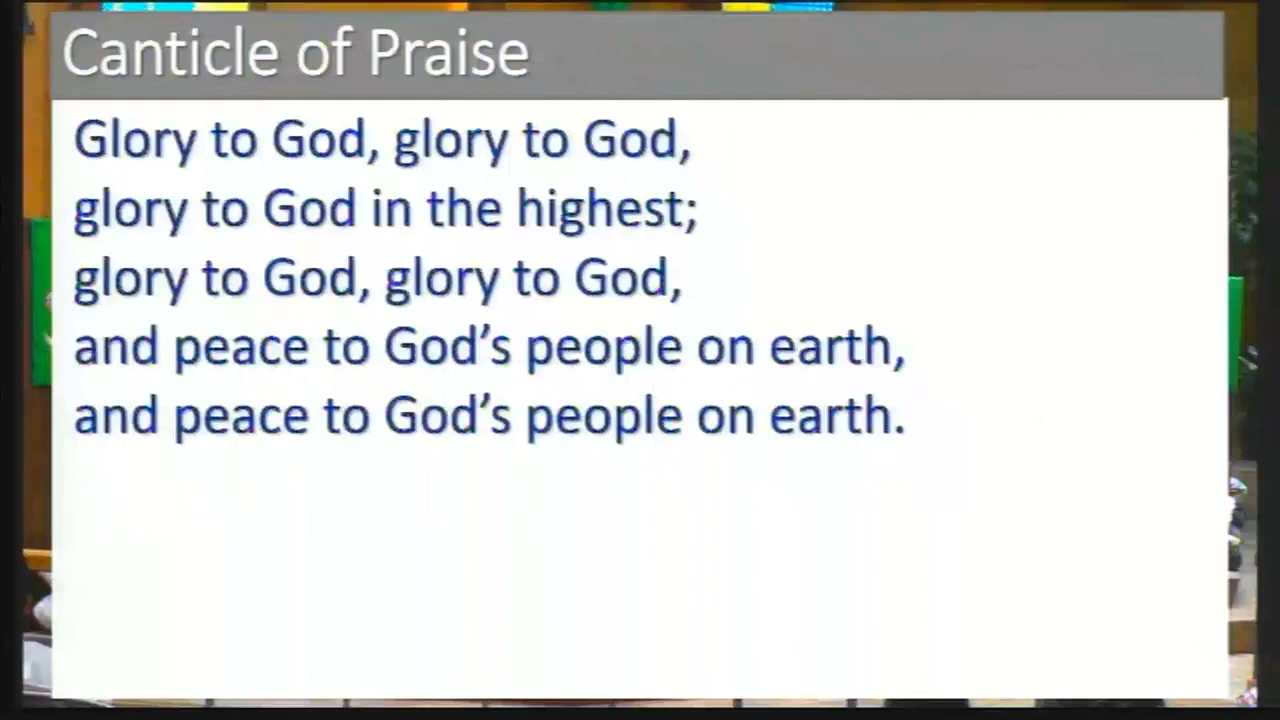 Canticle of Praise
Glory to God, glory to God,
glory to God in the highest;
glory to God, glory to God,
and peace to God’s people on earth,
and peace to God’s people on earth.